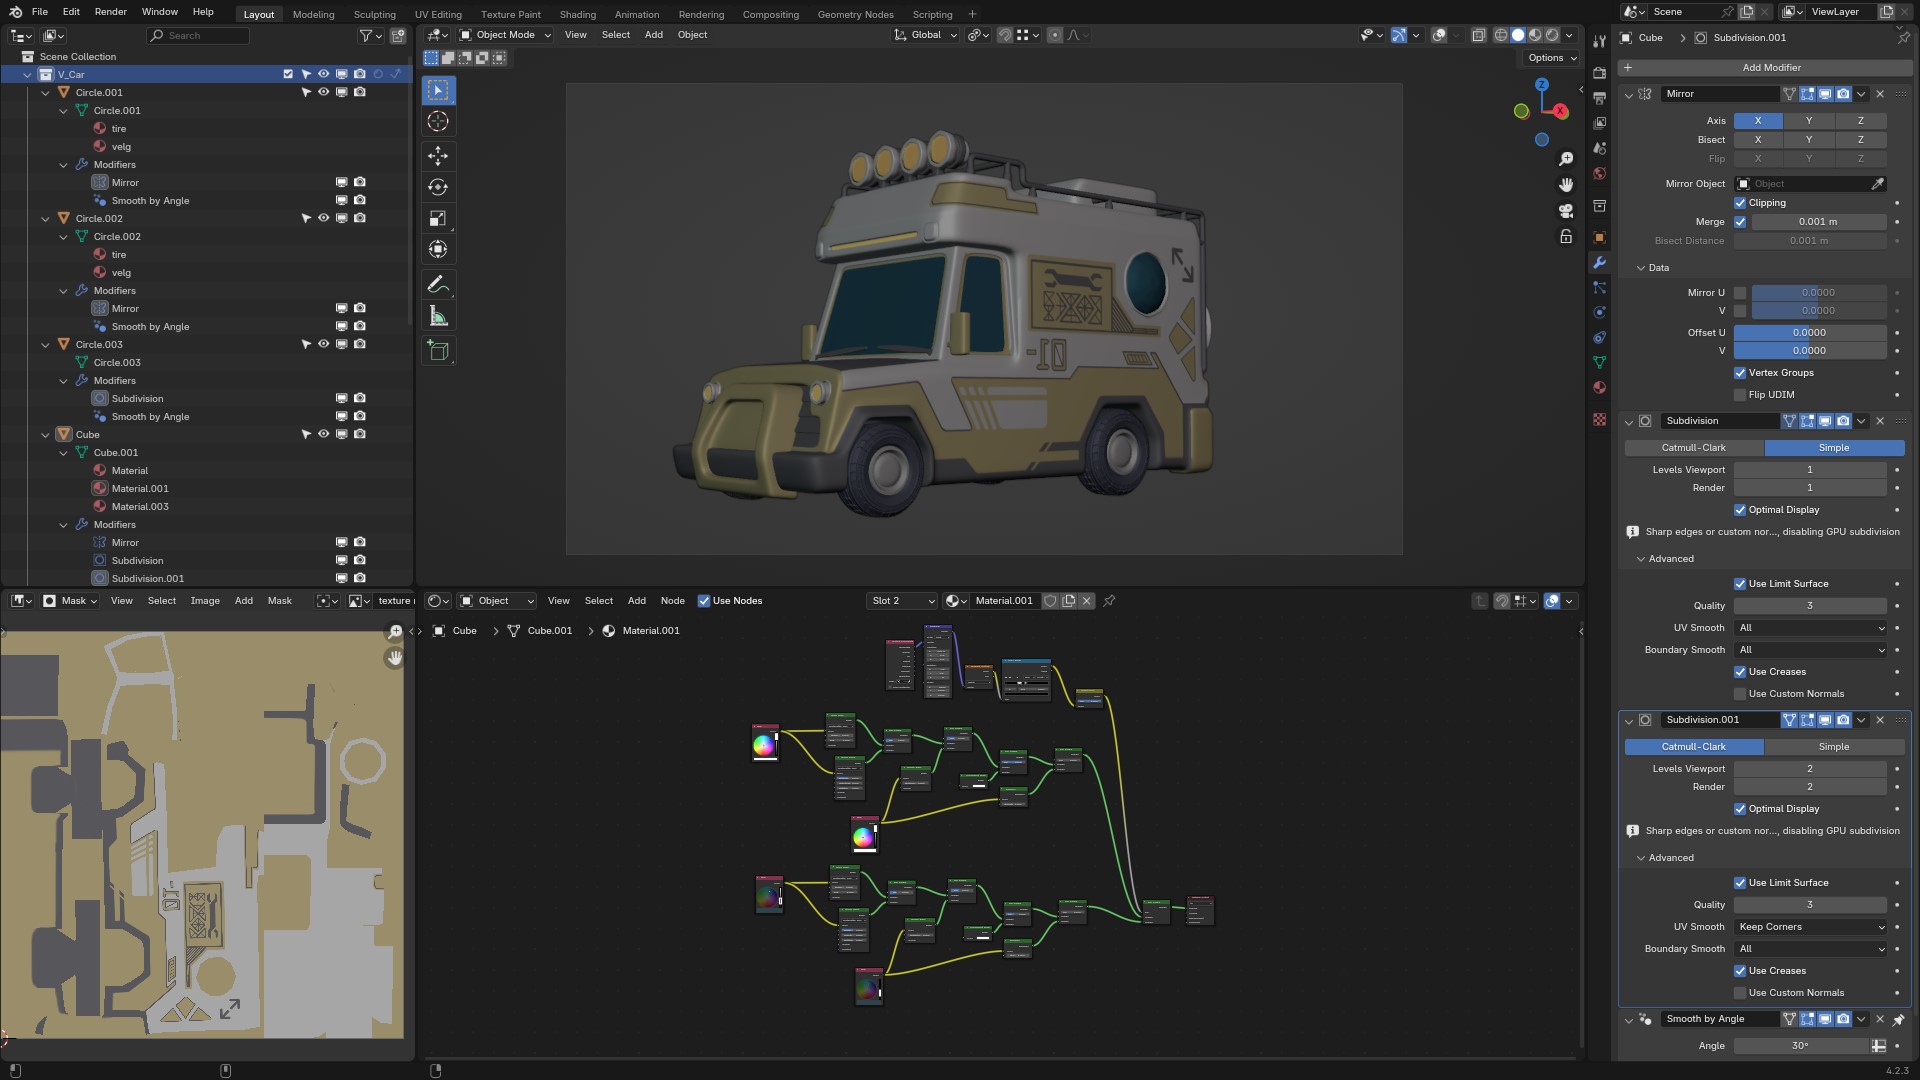 File Edit Render Window Help
Layout Modeling Sculpting UV Editing Texture Paint Shading Animation Rendering Compositing Geometry Nodes Scripting +
Scene
ViewLayer
Search
Scene Collection
V_Car
Circle.001
Circle.001
tire
velg
Modifiers
Mirror
Smooth by Angle
Circle.002
Circle.002
tire
velg
Modifiers
Mirror
Smooth by Angle
Circle.003
Circle.003
Modifiers
Subdivision
Smooth by Angle
Cube
Cube.001
Material
Material.001
Material.003
Modifiers
Mirror
Subdivision
Subdivision.001
Object Mode View Select Add Object
Global
Options
Z
X
-10
Mask View Select Image Add Mask
texture
-10
Object View Select Add Node Use Nodes
Slot 2
Material.001
Cube > Cube.001 > Material.001
Cube > Subdivision.001
+ Add Modifier
Mirror
Axis X Y Z
Bisect X Y Z
Flip X Y Z
Mirror Object Object
Clipping
Merge 0.001 m
Bisect Distance 0.001 m
Data
Mirror U 0.0000
V 0.0000
Offset U 0.0000
V 0.0000
Vertex Groups
Flip UDIM
Subdivision
Catmull-Clark Simple
Levels Viewport 1
Render 1
Optimal Display
Sharp edges or custom nor..., disabling GPU subdivision
Advanced
Use Limit Surface
Quality 3
UV Smooth All
Boundary Smooth All
Use Creases
Use Custom Normals
Subdivision.001
Catmull-Clark Simple
Levels Viewport 2
Render 2
Optimal Display
Sharp edges or custom nor..., disabling GPU subdivision
Advanced
Use Limit Surface
Quality 3
UV Smooth Keep Corners
Boundary Smooth All
Use Creases
Use Custom Normals
Smooth by Angle
Angle 30°
4.2.3